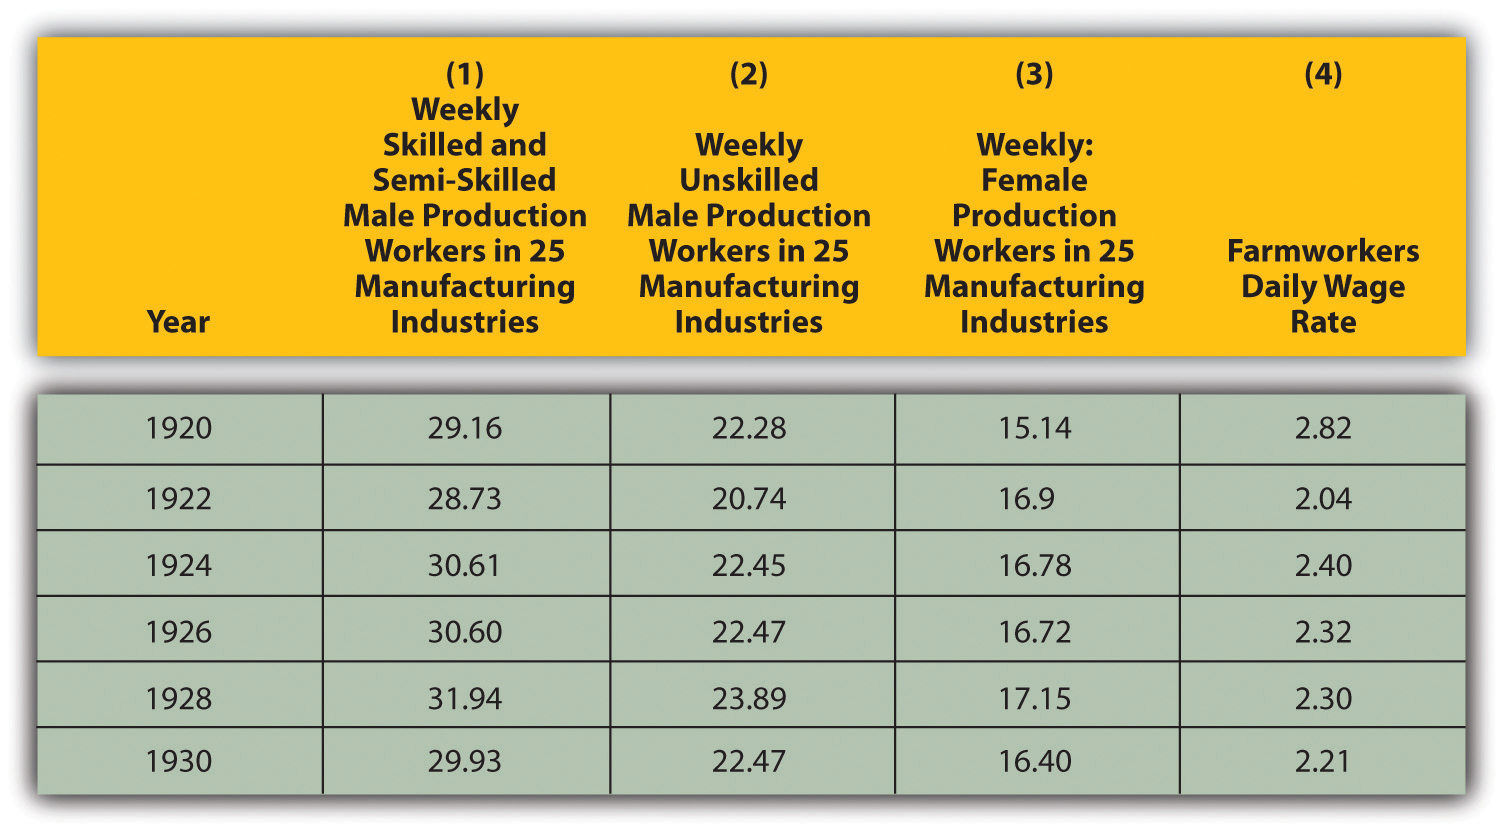 Year
(1)
Weekly
Skilled and
Semi-Skilled
Male Production
Workers in 25
Manufacturing
Industries
(2)
Weekly
Unskilled
Male Production
Workers in 25
Manufacturing
Industries
(3)
Weekly:
Female
Production
Workers in 25
Manufacturing
Industries
(4)
Farmworkers
Daily Wage
Rate
1920 29.16 22.28 15.14 2.82
1922 28.73 20.74 16.9 2.04
1924 30.61 22.45 16.78 2.40
1926 30.60 22.47 16.72 2.32
1928 31.94 23.89 17.15 2.30
1930 29.93 22.47 16.40 2.21